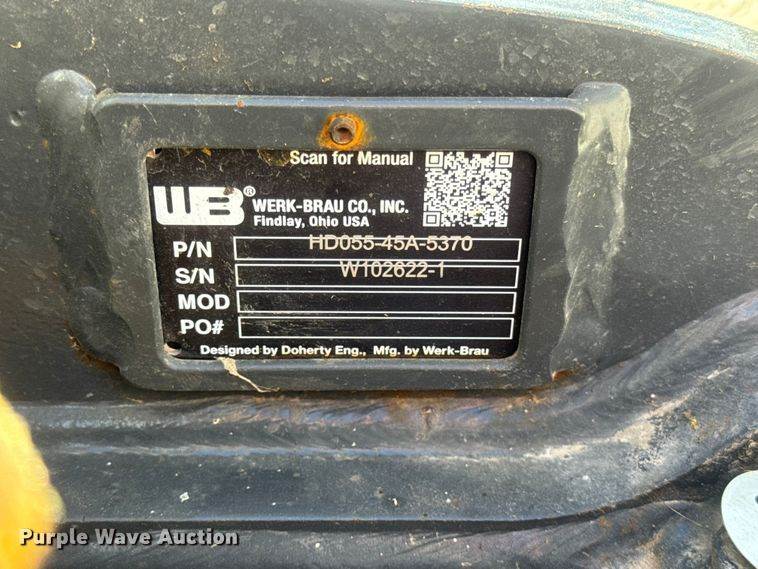 Scan for Manual
WB®
WERK-BRAU CO., INC.
Findlay, Ohio USA
P/N HD055-45A-5370
S/N W102622-1
MOD
PO#
Designed by Doherty Eng., Mfg. by Werk-Brau
Purple Wave Auction